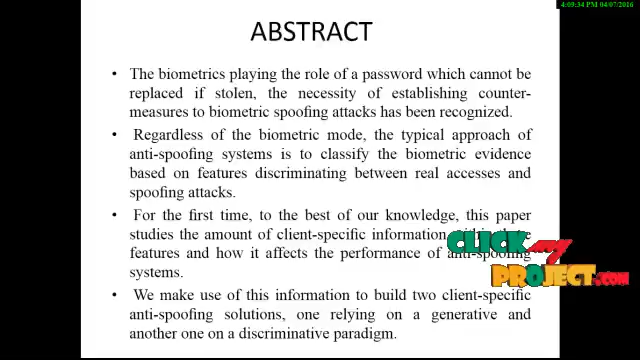 4:09:34 PM 04/07/2016
ABSTRACT
• The biometrics playing the role of a password which cannot be
replaced if stolen, the necessity of establishing counter-
measures to biometric spoofing attacks has been recognized.
• Regardless of the biometric mode, the typical approach of
anti-spoofing systems is to classify the biometric evidence
based on features discriminating between real accesses and
spoofing attacks.
• For the first time, to the best of our knowledge, this paper
studies the amount of client-specific information
features and how it affects the performance of anti-spoofing
systems.
• We make use of this information to build two client-specific
anti-spoofing solutions, one relying on a generative and
another one on a discriminative paradigm.
CLICK my
PROJECT.COM